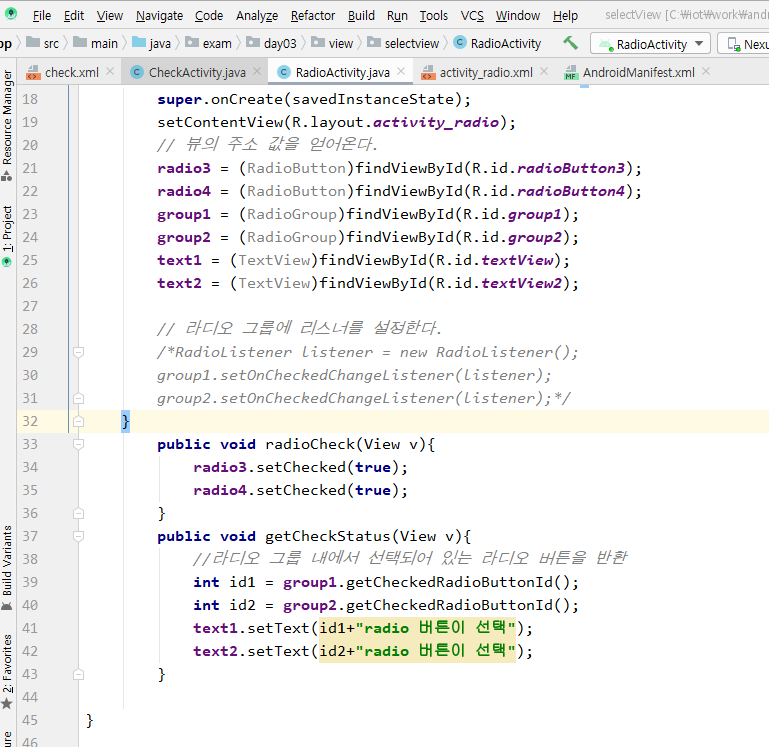 File Edit View Navigate Code Analyze Refactor Build Run Tools VCS Window Help selectView [C:\iot\work\and
pp src main java exam day03 view selectview RadioActivity RadioActivity Nexu
check.xml CheckActivity.java RadioActivity.java activity_radio.xml AndroidManifest.xml
Resource Manager
1: Project
Build Variants
2: Favorites
18 super.onCreate(savedInstanceState);
19 setContentView(R.layout.activity_radio);
20 // 뷰의 주소 값을 얻어온다.
21 radio3 = (RadioButton)findViewById(R.id.radioButton3);
22 radio4 = (RadioButton)findViewById(R.id.radioButton4);
23 group1 = (RadioGroup)findViewById(R.id.group1);
24 group2 = (RadioGroup)findViewById(R.id.group2);
25 text1 = (TextView)findViewById(R.id.textView);
26 text2 = (TextView)findViewById(R.id.textView2);
27
28 // 라디오 그룹에 리스너를 설정한다.
29 /*RadioListener listener = new RadioListener();
30 group1.setOnCheckedChangeListener(listener);
31 group2.setOnCheckedChangeListener(listener);*/
32 }
33 public void radioCheck(View v){
34 radio3.setChecked(true);
35 radio4.setChecked(true);
36 }
37 public void getCheckStatus(View v){
38 //라디오 그룹 내에서 선택되어 있는 라디오 버튼을 반환
39 int id1 = group1.getCheckedRadioButtonId();
40 int id2 = group2.getCheckedRadioButtonId();
41 text1.setText(id1+"radio 버튼이 선택");
42 text2.setText(id2+"radio 버튼이 선택");
43 }
44
45 }
46